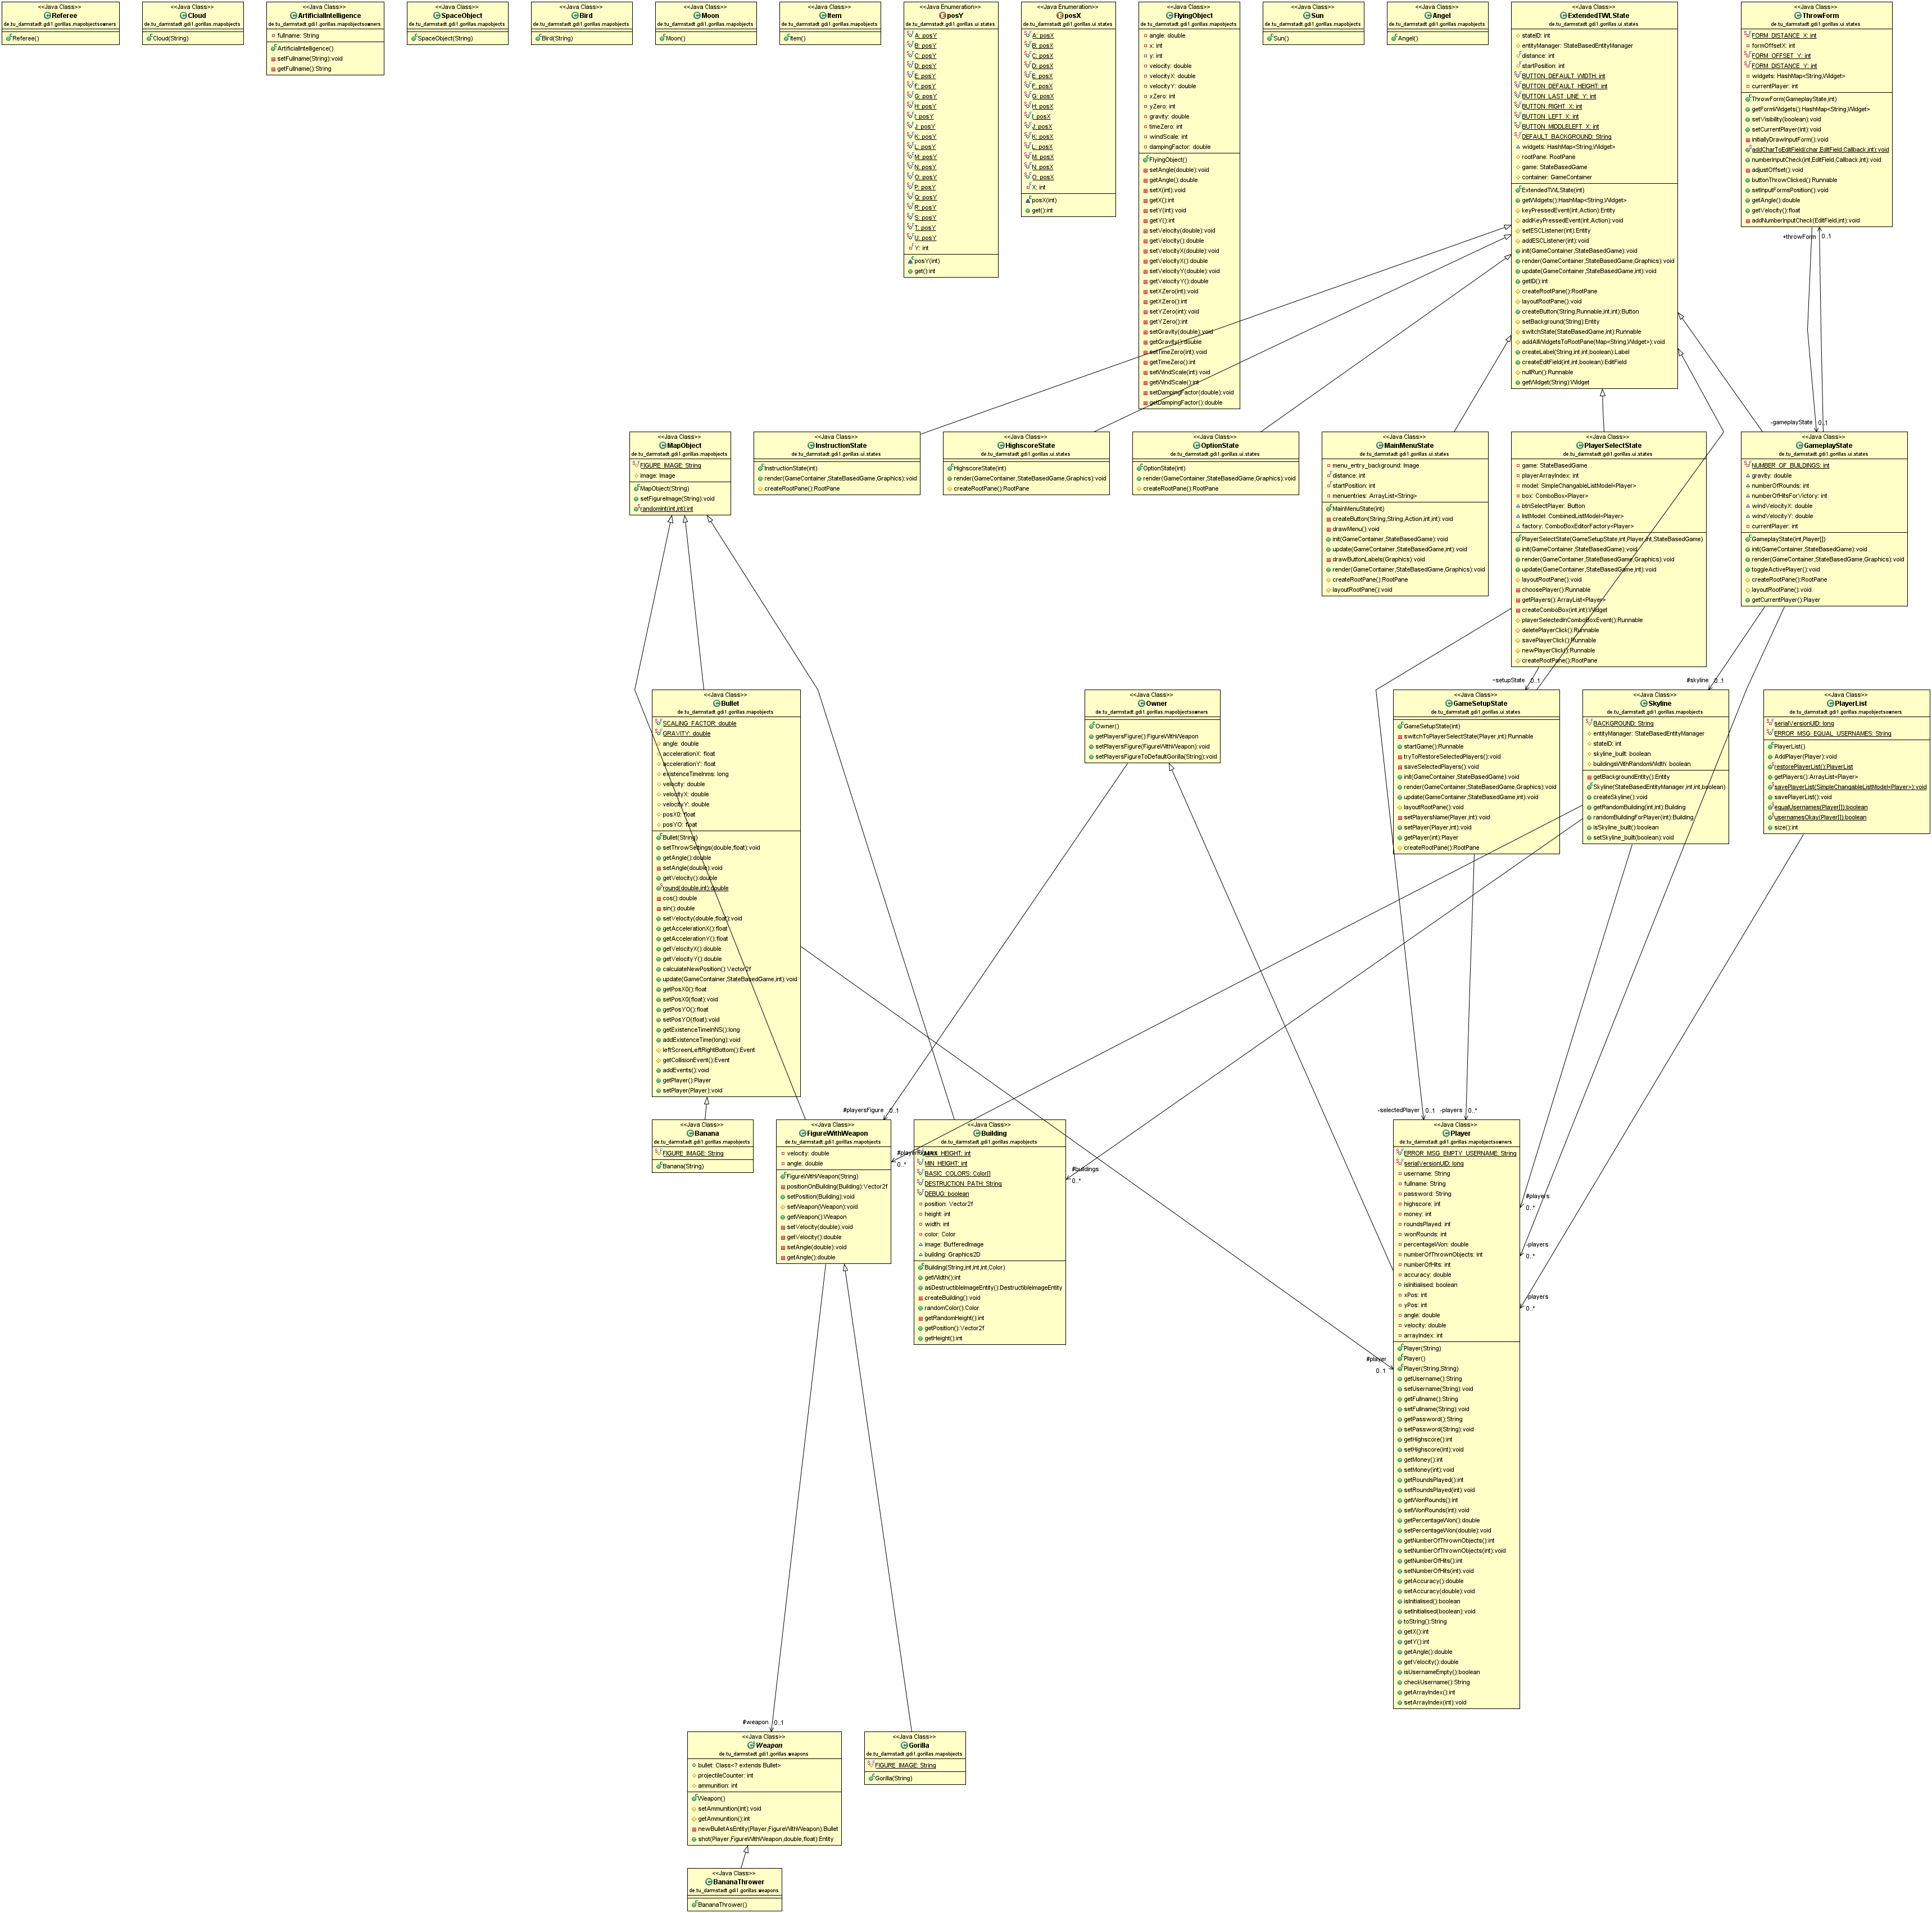 <<Java Class>>
Referee
de.tu_darmstadt.gdi1.gorillas.mapobjectsowners
Referee()
<<Java Class>>
Cloud
de.tu_darmstadt.gdi1.gorillas.mapobjects
Cloud(String)
<<Java Class>>
ArtificialIntelligence
de.tu_darmstadt.gdi1.gorillas.mapobjectsowners
fullname: String
ArtificialIntelligence()
setFullname(String):void
getFullname():String
<<Java Class>>
SpaceObject
de.tu_darmstadt.gdi1.gorillas.mapobjects
SpaceObject(String)
<<Java Class>>
Bird
de.tu_darmstadt.gdi1.gorillas.mapobjects
Bird(String)
<<Java Class>>
Moon
de.tu_darmstadt.gdi1.gorillas.mapobjects
Moon()
<<Java Class>>
Item
de.tu_darmstadt.gdi1.gorillas.mapobjects
Item()
<<Java Enumeration>>
posY
de.tu_darmstadt.gdi1.gorillas.ui.states
A: posY
B: posY
C: posY
D: posY
E: posY
F: posY
G: posY
H: posY
I: posY
J: posY
K: posY
L: posY
M: posY
N: posY
O: posY
P: posY
Q: posY
R: posY
S: posY
T: posY
U: posY
Y: int
posY(int)
get():int
<<Java Enumeration>>
posX
de.tu_darmstadt.gdi1.gorillas.ui.states
A: posX
B: posX
C: posX
D: posX
E: posX
F: posX
G: posX
H: posX
I: posX
J: posX
K: posX
L: posX
M: posX
N: posX
O: posX
X: int
posX(int)
get():int
<<Java Class>>
FlyingObject
de.tu_darmstadt.gdi1.gorillas.mapobjects
angle: double
x: int
y: int
velocity: double
velocityX: double
velocityY: double
xZero: int
yZero: int
gravity: double
timeZero: int
windScale: int
dampingFactor: double
FlyingObject()
setAngle(double):void
getAngle():double
setX(int):void
getX():int
setY(int):void
getY():int
setVelocity(double):void
getVelocity():double
setVelocityX(double):void
getVelocityX():double
setVelocityY(double):void
getVelocityY():double
setXZero(int):void
getXZero():int
setYZero(int):void
getYZero():int
setGravity(double):void
getGravity():double
setTimeZero(int):void
getTimeZero():int
setWindScale(int):void
getWindScale():int
setDampingFactor(double):void
getDampingFactor():double
<<Java Class>>
Sun
de.tu_darmstadt.gdi1.gorillas.mapobjects
Sun()
<<Java Class>>
Angel
de.tu_darmstadt.gdi1.gorillas.mapobjects
Angel()
<<Java Class>>
ExtendedTWLState
de.tu_darmstadt.gdi1.gorillas.ui.states
stateID: int
entityManager: StateBasedEntityManager
distance: int
startPosition: int
BUTTON_DEFAULT_WIDTH: int
BUTTON_DEFAULT_HEIGHT: int
BUTTON_LAST_LINE_Y: int
BUTTON_RIGHT_X: int
BUTTON_LEFT_X: int
BUTTON_MIDDLELEFT_X: int
DEFAULT_BACKGROUND: String
widgets: HashMap<String,Widget>
rootPane: RootPane
game: StateBasedGame
container: GameContainer
ExtendedTWLState(int)
getWidgets():HashMap<String,Widget>
keyPressedEvent(int,Action):Entity
addKeyPressedEvent(int,Action):void
setESCListener(int):Entity
addESCListener(int):void
init(GameContainer,StateBasedGame):void
render(GameContainer,StateBasedGame,Graphics):void
update(GameContainer,StateBasedGame,int):void
getID():int
createRootPane():RootPane
layoutRootPane():void
createButton(String,Runnable,int,int):Button
setBackground(String):Entity
switchState(StateBasedGame,int):Runnable
addAllWidgetsToRootPane(Map<String,Widget>):void
createLabel(String,int,int,boolean):Label
createEditField(int,int,boolean):EditField
nullRun():Runnable
getWidget(String):Widget
<<Java Class>>
ThrowForm
de.tu_darmstadt.gdi1.gorillas.ui.states
FORM_DISTANCE_X: int
formOffsetX: int
FORM_OFFSET_Y: int
FORM_DISTANCE_Y: int
widgets: HashMap<String,Widget>
currentPlayer: int
ThrowForm(GameplayState,int)
getFormWidgets():HashMap<String,Widget>
setVisibility(boolean):void
setCurrentPlayer(int):void
initiallyDrawInputForm():void
addCharToEditField(char,EditField,Callback,int):void
numberInputCheck(int,EditField,Callback,int):void
adjustOffset():void
buttonThrowClicked():Runnable
setInputFormsPosition():void
getAngle():double
getVelocity():float
addNumberInputCheck(EditField,int):void
+throwForm
0..1
-gameplayState
0..1
<<Java Class>>
MapObject
de.tu_darmstadt.gdi1.gorillas.mapobjects
FIGURE_IMAGE: String
image: Image
MapObject(String)
setFigureImage(String):void
randomInt(int,int):int
<<Java Class>>
InstructionState
de.tu_darmstadt.gdi1.gorillas.ui.states
InstructionState(int)
render(GameContainer,StateBasedGame,Graphics):void
createRootPane():RootPane
<<Java Class>>
HighscoreState
de.tu_darmstadt.gdi1.gorillas.ui.states
HighscoreState(int)
render(GameContainer,StateBasedGame,Graphics):void
createRootPane():RootPane
<<Java Class>>
OptionState
de.tu_darmstadt.gdi1.gorillas.ui.states
OptionState(int)
render(GameContainer,StateBasedGame,Graphics):void
createRootPane():RootPane
<<Java Class>>
MainMenuState
de.tu_darmstadt.gdi1.gorillas.ui.states
menu_entry_background: Image
distance: int
startPosition: int
menuentries: ArrayList<String>
MainMenuState(int)
createButton(String,String,Action,int,int):void
drawMenu():void
init(GameContainer,StateBasedGame):void
update(GameContainer,StateBasedGame,int):void
drawButtonLabels(Graphics):void
render(GameContainer,StateBasedGame,Graphics):void
createRootPane():RootPane
layoutRootPane():void
<<Java Class>>
PlayerSelectState
de.tu_darmstadt.gdi1.gorillas.ui.states
game: StateBasedGame
playerArrayIndex: int
model: SimpleChangableListModel<Player>
box: ComboBox<Player>
btnSelectPlayer: Button
listModel: CombinedListModel<Player>
factory: ComboBoxEditorFactory<Player>
PlayerSelectState(GameSetupState,int,Player,int,StateBasedGame)
init(GameContainer,StateBasedGame):void
render(GameContainer,StateBasedGame,Graphics):void
update(GameContainer,StateBasedGame,int):void
layoutRootPane():void
choosePlayer():Runnable
getPlayers():ArrayList<Player>
createComboBox(int,int):Widget
playerSelectedInComboBoxEvent():Runnable
deletePlayerClick():Runnable
savePlayerClick():Runnable
newPlayerClick():Runnable
createRootPane():RootPane
<<Java Class>>
GameplayState
de.tu_darmstadt.gdi1.gorillas.ui.states
NUMBER_OF_BUILDINGS: int
gravity: double
numberOfRounds: int
numberOfHitsForVictory: int
windVelocityX: double
windVelocityY: double
currentPlayer: int
GameplayState(int,Player[])
init(GameContainer,StateBasedGame):void
render(GameContainer,StateBasedGame,Graphics):void
toggleActivePlayer():void
createRootPane():RootPane
layoutRootPane():void
getCurrentPlayer():Player
~setupState
0..1
#skyline
0..1
<<Java Class>>
Bullet
de.tu_darmstadt.gdi1.gorillas.mapobjects
SCALING_FACTOR: double
GRAVITY: double
angle: double
accelerationX: float
accelerationY: float
existenceTimeInms: long
velocity: double
velocityX: double
velocityY: double
posX0: float
posYO: float
Bullet(String)
setThrowSettings(double,float):void
getAngle():double
setAngle(double):void
getVelocity():double
round(double,int):double
cos():double
sin():double
setVelocity(double,float):void
getAccelerationX():float
getAccelerationY():float
getVelocityX():double
getVelocityY():double
calculateNewPosition():Vector2f
update(GameContainer,StateBasedGame,int):void
getPosX0():float
setPosX0(float):void
getPosYO():float
setPosYO(float):void
getExistenceTimeInNS():long
addExistenceTime(long):void
leftScreenLeftRightBottom():Event
getCollisionEvent():Event
addEvents():void
getPlayer():Player
setPlayer(Player):void
<<Java Class>>
Owner
de.tu_darmstadt.gdi1.gorillas.mapobjectsowners
Owner()
getPlayersFigure():FigureWithWeapon
setPlayersFigure(FigureWithWeapon):void
setPlayersFigureToDefaultGorilla(String):void
<<Java Class>>
GameSetupState
de.tu_darmstadt.gdi1.gorillas.ui.states
GameSetupState(int)
switchToPlayerSelectState(Player,int):Runnable
startGame():Runnable
tryToRestoreSelectedPlayers():void
saveSelectedPlayers():void
init(GameContainer,StateBasedGame):void
render(GameContainer,StateBasedGame,Graphics):void
update(GameContainer,StateBasedGame,int):void
layoutRootPane():void
setPlayersName(Player,int):void
setPlayer(Player,int):void
getPlayer(int):Player
createRootPane():RootPane
<<Java Class>>
Skyline
de.tu_darmstadt.gdi1.gorillas.mapobjects
BACKGROUND: String
entityManager: StateBasedEntityManager
stateID: int
skyline_built: boolean
buildingsWithRandomWidth: boolean
getBackgroundEntity():Entity
Skyline(StateBasedEntityManager,int,int,boolean)
createSkyline():void
getRandomBuilding(int,int):Building
randomBuildingForPlayer(int):Building
isSkyline_built():boolean
setSkyline_built(boolean):void
<<Java Class>>
PlayerList
de.tu_darmstadt.gdi1.gorillas.mapobjectsowners
serialVersionUID: long
ERROR_MSG_EQUAL_USERNAMES: String
PlayerList()
AddPlayer(Player):void
restorePlayerList():PlayerList
getPlayers():ArrayList<Player>
savePlayerList(SimpleChangableListModel<Player>):void
savePlayerList():void
equalUsernames(Player[]):boolean
usernamesOkay(Player[]):boolean
size():int
#playersFigure
0..1
-selectedPlayer
0..1
-players
0..*
<<Java Class>>
Banana
de.tu_darmstadt.gdi1.gorillas.mapobjects
FIGURE_IMAGE: String
Banana(String)
<<Java Class>>
FigureWithWeapon
de.tu_darmstadt.gdi1.gorillas.mapobjects
velocity: double
angle: double
FigureWithWeapon(String)
positionOnBuilding(Building):Vector2f
setPosition(Building):void
setWeapon(Weapon):void
getWeapon():Weapon
setVelocity(double):void
getVelocity():double
setAngle(double):void
getAngle():double
0..*
<<Java Class>>
Building
de.tu_darmstadt.gdi1.gorillas.mapobjects
MAX_HEIGHT: int
MIN_HEIGHT: int
BASIC_COLORS: Color[]
DESTRUCTION_PATH: String
DEBUG: boolean
position: Vector2f
height: int
width: int
color: Color
image: BufferedImage
building: Graphics2D
Building(String,int,int,int,Color)
getWidth():int
asDestructibleImageEntity():DestructibleImageEntity
createBuilding():void
randomColor():Color
getRandomHeight():int
getPosition():Vector2f
getHeight():int
#buildings
0..*
#player
0..1
<<Java Class>>
Player
de.tu_darmstadt.gdi1.gorillas.mapobjectsowners
ERROR_MSG_EMPTY_USERNAME: String
serialVersionUID: long
username: String
fullname: String
password: String
highscore: int
money: int
roundsPlayed: int
wonRounds: int
percentageWon: double
numberOfThrownObjects: int
numberOfHits: int
accuracy: double
isInitialised: boolean
xPos: int
yPos: int
angle: double
velocity: double
arrayIndex: int
Player(String)
Player()
Player(String,String)
getUsername():String
setUsername(String):void
getFullname():String
setFullname(String):void
getPassword():String
setPassword(String):void
getHighscore():int
setHighscore(int):void
getMoney():int
setMoney(int):void
getRoundsPlayed():int
setRoundsPlayed(int):void
getWonRounds():int
setWonRounds(int):void
getPercentageWon():double
setPercentageWon(double):void
getNumberOfThrownObjects():int
setNumberOfThrownObjects(int):void
getNumberOfHits():int
setNumberOfHits(int):void
getAccuracy():double
setAccuracy(double):void
isInitialised():boolean
setInitialised(boolean):void
toString():String
getX():int
getY():int
getAngle():double
getVelocity():double
isUsernameEmpty():boolean
checkUsername():String
getArrayIndex():int
setArrayIndex(int):void
#players
0..*
-players
0..*
-players
0..*
#weapon
0..1
<<Java Class>>
Weapon
de.tu_darmstadt.gdi1.gorillas.weapons
bullet: Class<? extends Bullet>
projectileCounter: int
ammunition: int
Weapon()
setAmmunition(int):void
getAmmunition():int
newBulletAsEntity(Player,FigureWithWeapon):Bullet
shot(Player,FigureWithWeapon,double,float):Entity
<<Java Class>>
Gorilla
de.tu_darmstadt.gdi1.gorillas.mapobjects
FIGURE_IMAGE: String
Gorilla(String)
<<Java Class>>
BananaThrower
de.tu_darmstadt.gdi1.gorillas.weapons
BananaThrower()